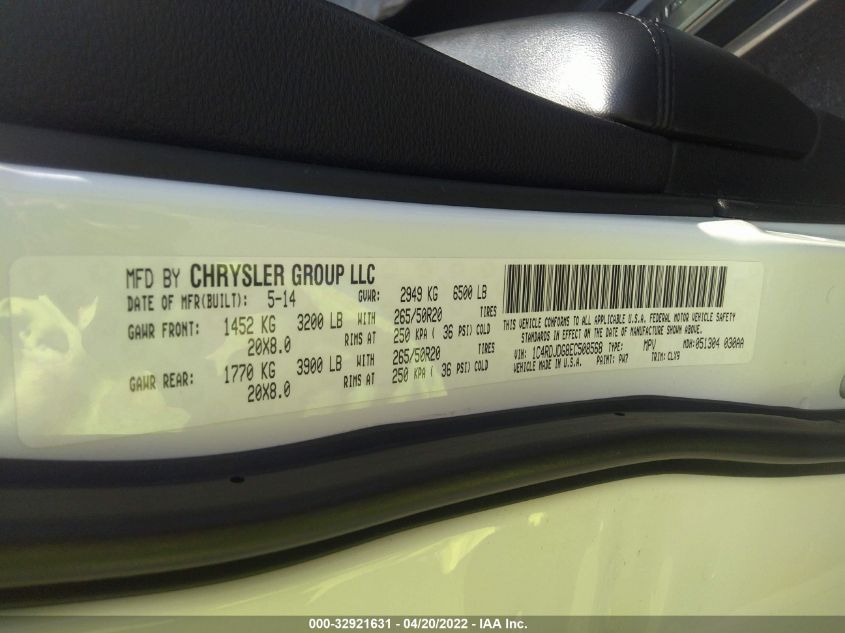 MFD BY CHRYSLER GROUP LLC
DATE OF MFR(BUILT): 5-14 GVWR: 2949 KG 6500 LB
GAWR FRONT: 1452 KG 3200 LB WITH 265/50R20 TIRES
20X8.0 RIMS AT 250 KPA ( 36 PSI) COLD
GAWR REAR: 1770 KG 3900 LB WITH 265/50R20 TIRES
20X8.0 RIMS AT 250 KPA ( 36 PSI) COLD
THIS VEHICLE CONFORMS TO ALL APPLICABLE U.S.A. FEDERAL MOTOR VEHICLE SAFETY
STANDARDS IN EFFECT ON THE DATE OF MANUFACTURE SHOWN ABOVE.
VIN: 1C4RDJDG8EC508568 TYPE: MPV MDH: 051304 030AA
VEHICLE MADE IN U.S.A. PAINT: PW7 TRIM: CLX9
000-32921631 - 04/20/2022 - IAA Inc.